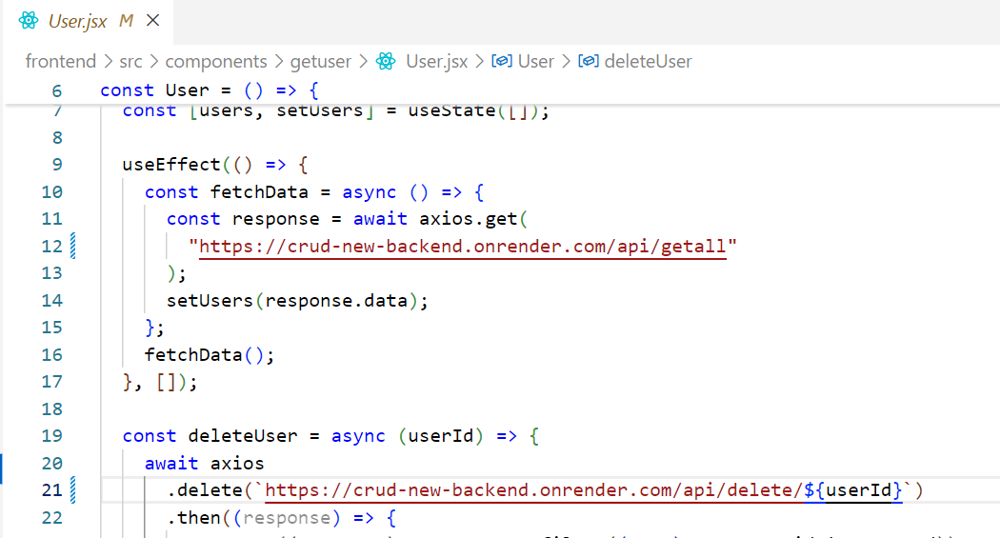 User.jsx M
frontend > src > components > getuser > User.jsx > User > deleteUser
6 const User = () => {
7 const [users, setUsers] = useState([]);
8
9 useEffect(() => {
10 const fetchData = async () => {
11 const response = await axios.get(
12 "https://crud-new-backend.onrender.com/api/getall"
13 );
14 setUsers(response.data);
15 };
16 fetchData();
17 }, []);
18
19 const deleteUser = async (userId) => {
20 await axios
21 .delete(`https://crud-new-backend.onrender.com/api/delete/${userId}`)
22 .then((response) => {